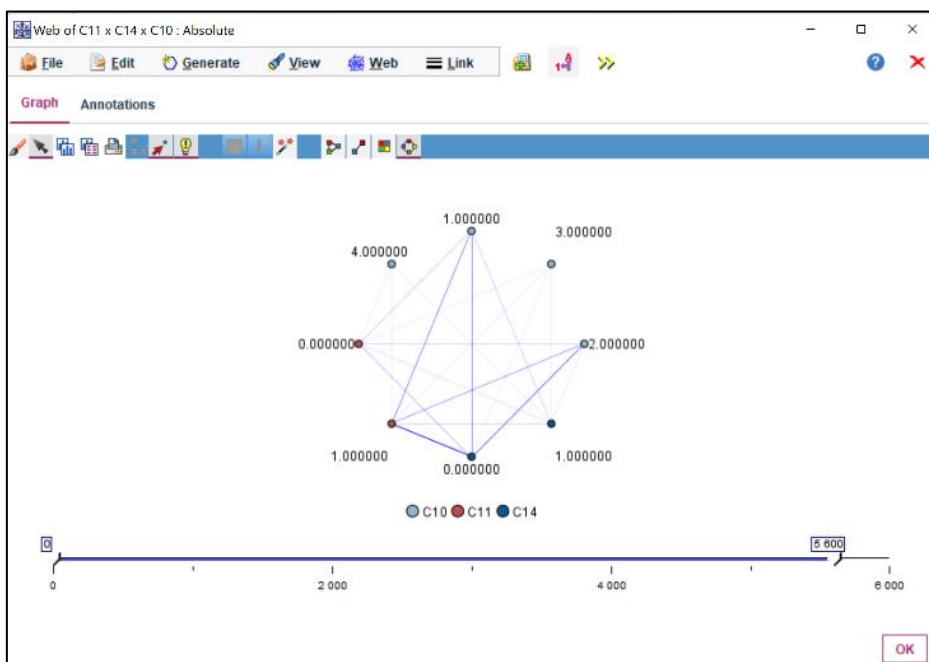 Web of C11 x C14 x C10 : Absolute
File Edit Generate View Web Link
Graph Annotations
1.000000
3.000000
4.000000
0.000000
2.000000
1.000000
0.000000
1.000000
C10 C11 C14
0 5 600
0 2 000 4 000 6 000
OK